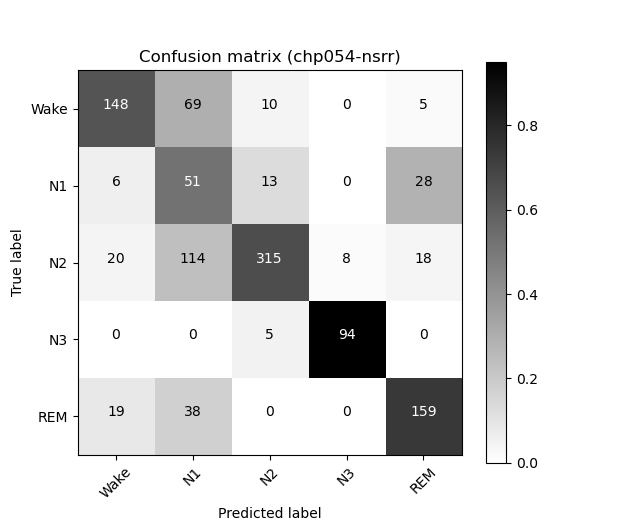 Confusion matrix (chp054-nsrr)
Wake 148 69 10 0 5
N1 6 51 13 0 28
N2 20 114 315 8 18
N3 0 0 5 94 0
REM 19 38 0 0 159
Wake N1 N2 N3 REM
Predicted label
True label
0.8
0.6
0.4
0.2
0.0